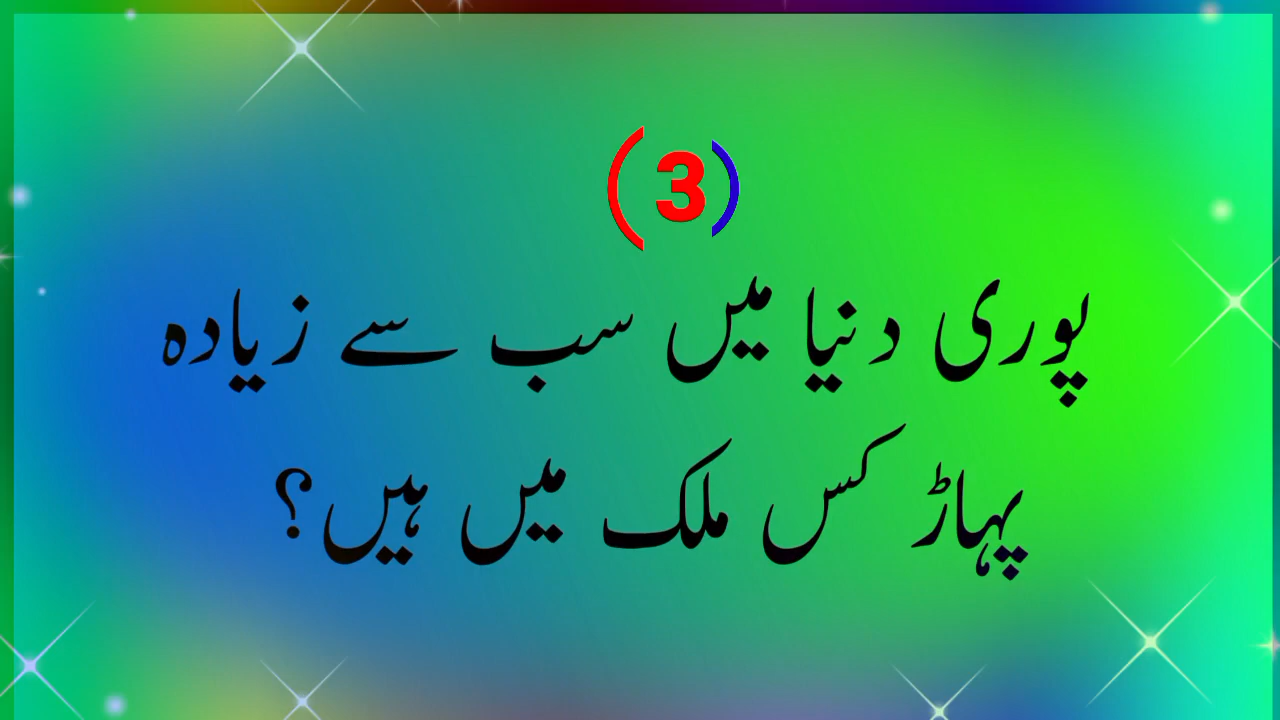 (3)
پوری دنیا میں سب سے زیادہ
پہاڑ کس ملک میں ہیں؟